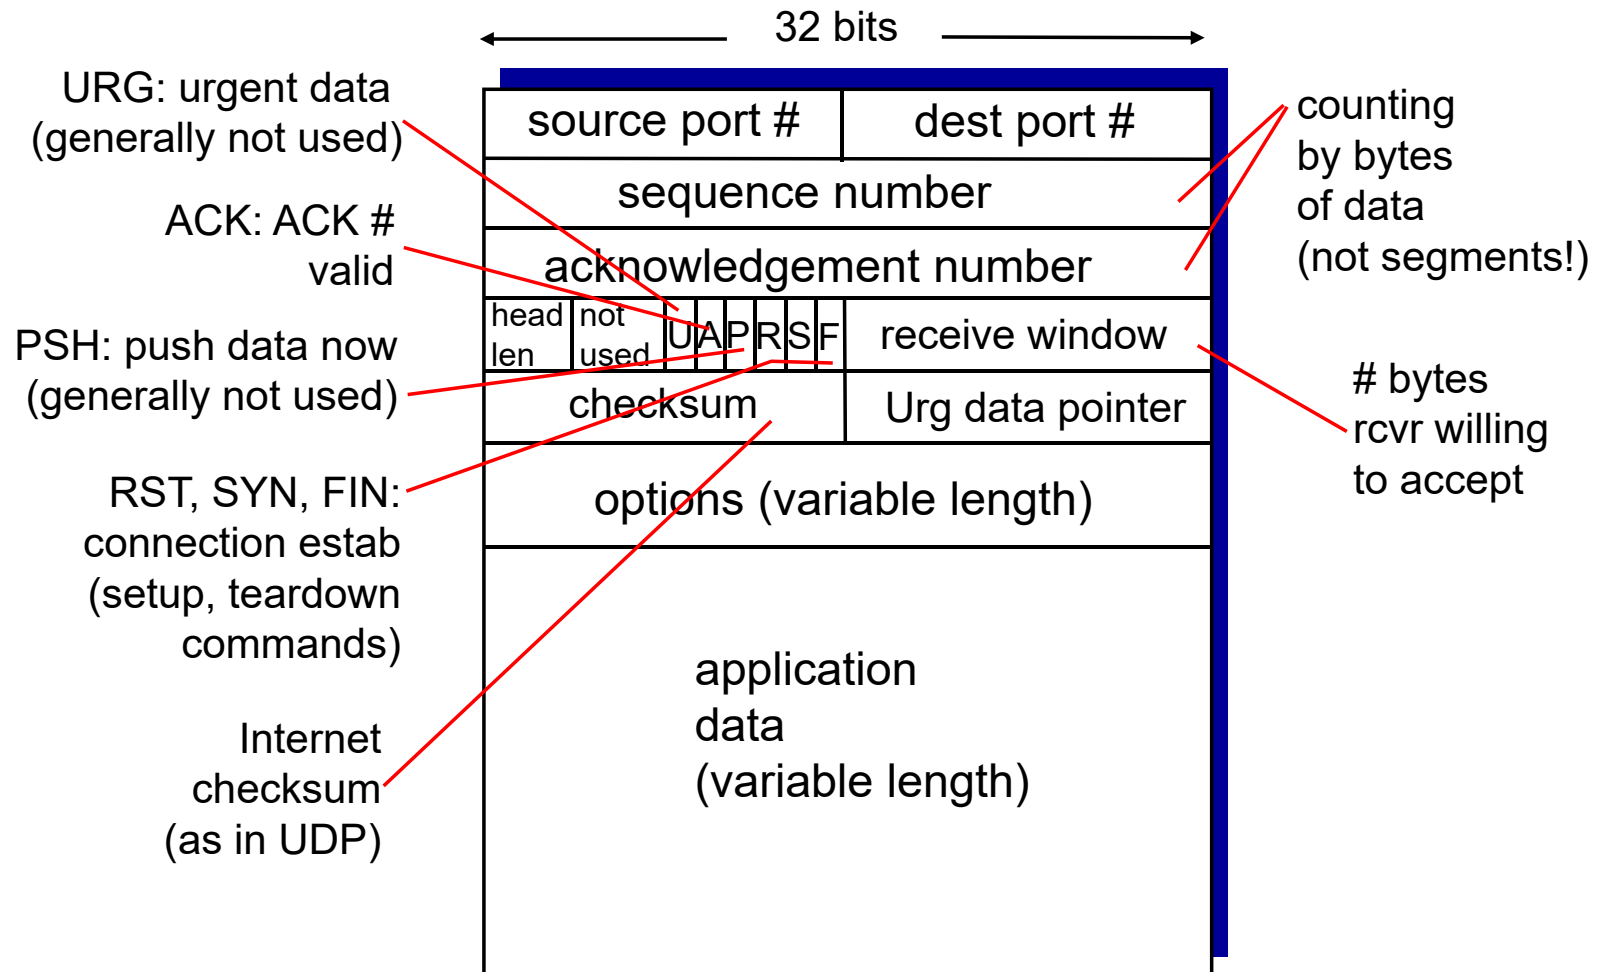 32 bits
URG: urgent data
(generally not used)
ACK: ACK #
valid
PSH: push data now
(generally not used)
RST, SYN, FIN:
connection estab
(setup, teardown
commands)
Internet
checksum
(as in UDP)
source port #
dest port #
sequence number
acknowledgement number
head
len
not
used
U
A
P
R
S
F
receive window
checksum
Urg data pointer
options (variable length)
application
data
(variable length)
counting
by bytes
of data
(not segments!)
# bytes
rcvr willing
to accept